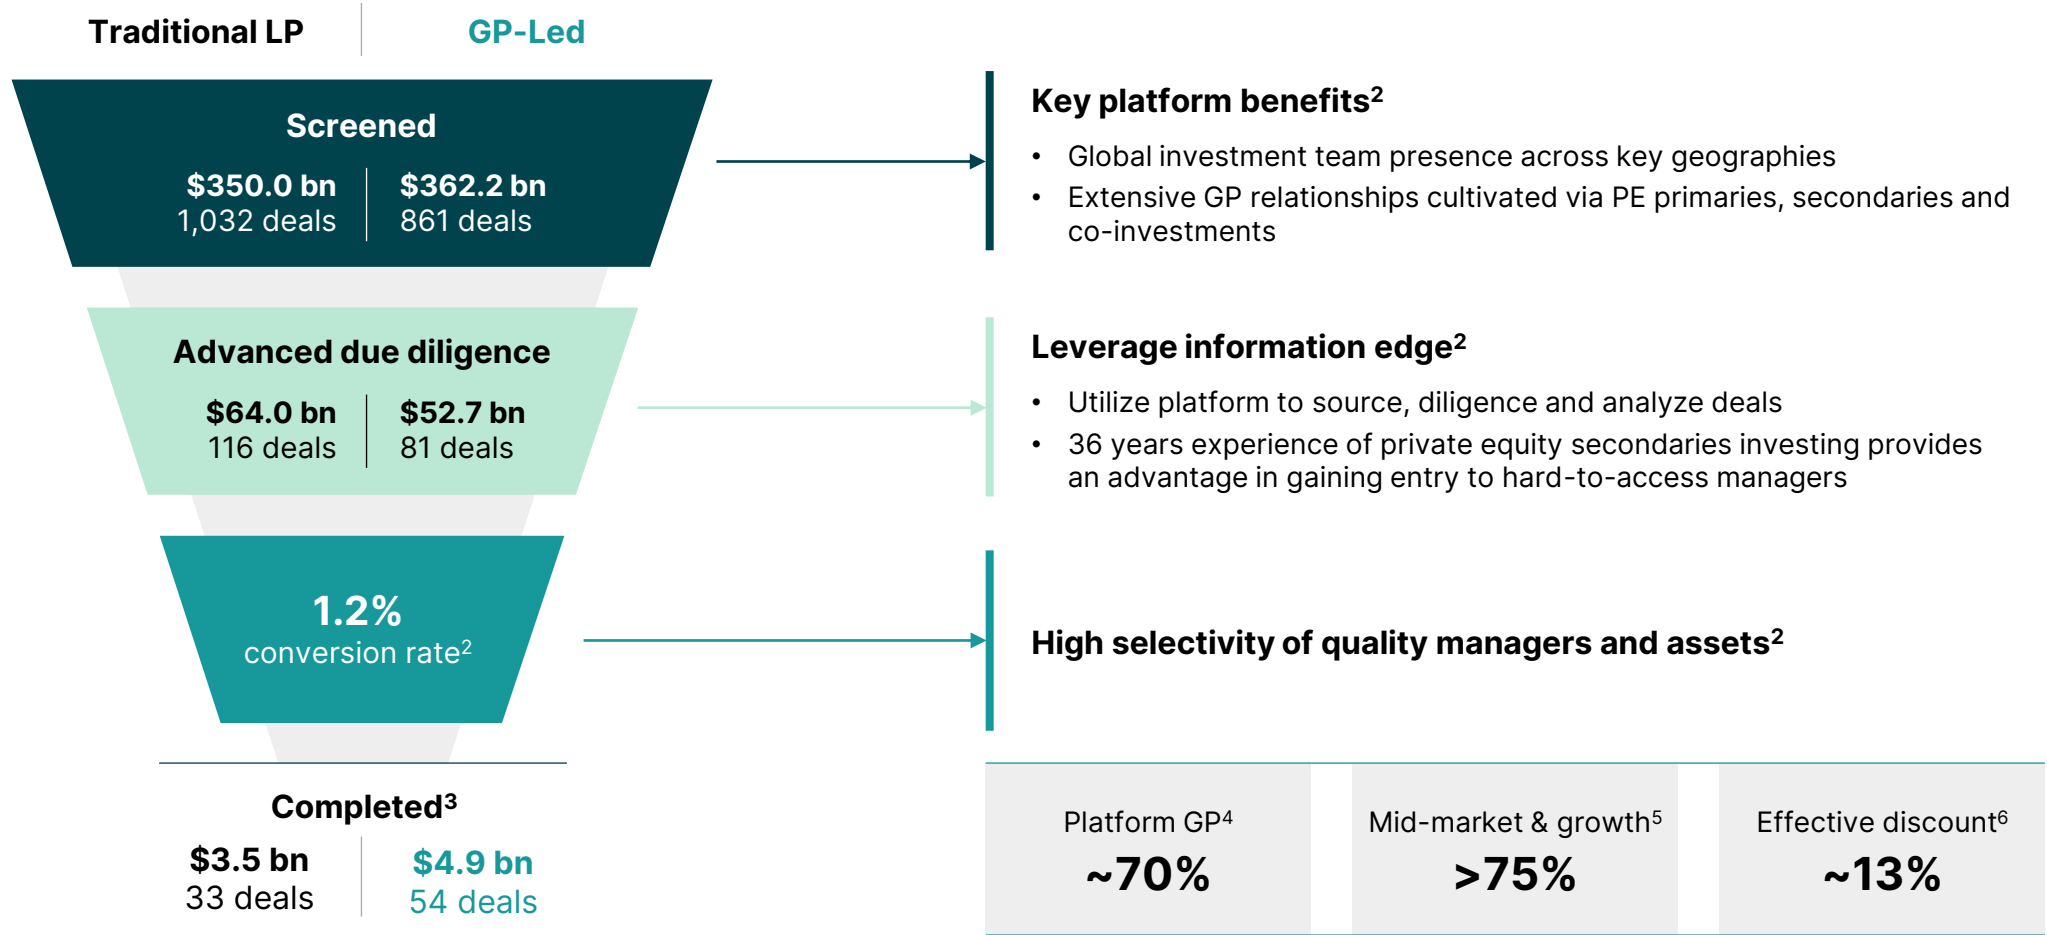 Traditional LP
GP-Led
Screened
$350.0 bn
1,032 deals
$362.2 bn
861 deals
Key platform benefits²
• Global investment team presence across key geographies
• Extensive GP relationships cultivated via PE primaries, secondaries and
co-investments
Advanced due diligence
$64.0 bn
116 deals
$52.7 bn
81 deals
Leverage information edge²
• Utilize platform to source, diligence and analyze deals
• 36 years experience of private equity secondaries investing provides
an advantage in gaining entry to hard-to-access managers
1.2%
conversion rate²
High selectivity of quality managers and assets²
Completed³
$3.5 bn
33 deals
$4.9 bn
54 deals
Platform GP⁴
~70%
Mid-market & growth⁵
>75%
Effective discount⁶
~13%